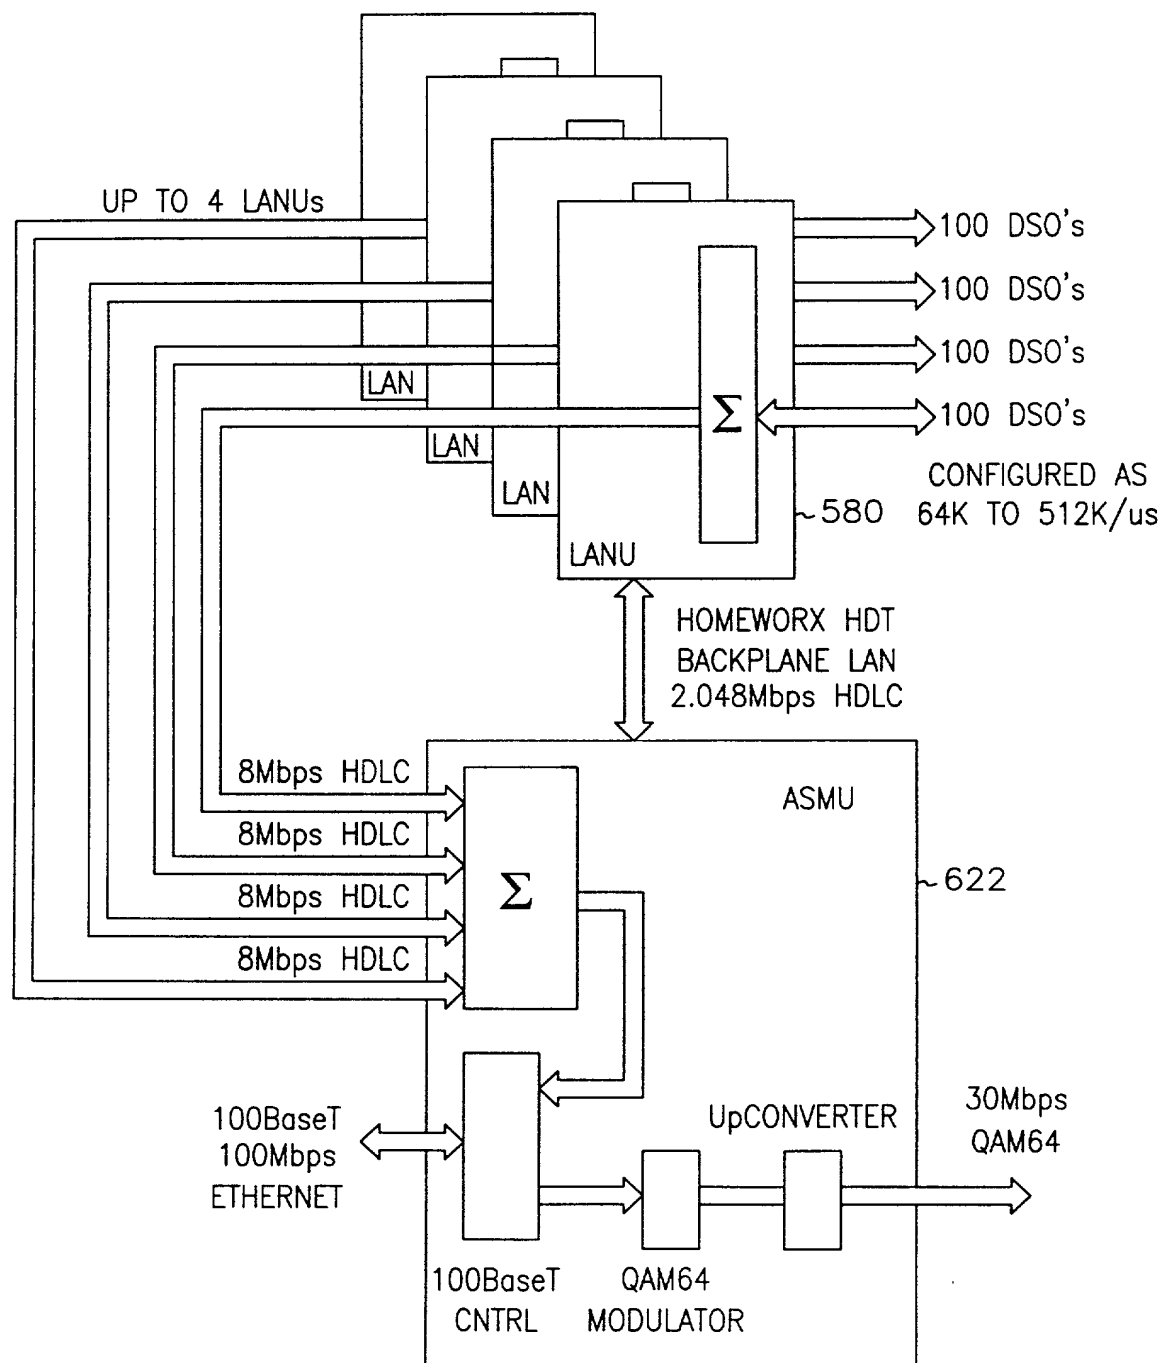 UP TO 4 LANUs
100 DSO's
100 DSO's
100 DSO's
100 DSO's
CONFIGURED AS
64K TO 512K/us
LAN
LAN
LAN
LANU
Σ
580
HOMEWORX HDT
BACKPLANE LAN
2.048Mbps HDLC
8Mbps HDLC
8Mbps HDLC
8Mbps HDLC
8Mbps HDLC
Σ
ASMU
622
100BaseT
100Mbps
ETHERNET
UpCONVERTER
30Mbps
QAM64
100BaseT
CNTRL
QAM64
MODULATOR